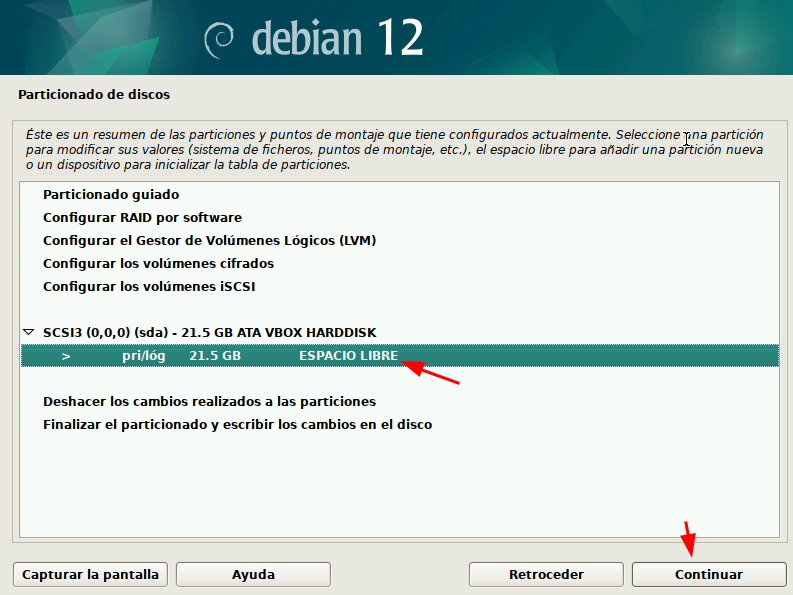 debian 12
Particionado de discos
Éste es un resumen de las particiones y puntos de montaje que tiene configurados actualmente. Seleccione una partición
para modificar sus valores (sistema de ficheros, puntos de montaje, etc.), el espacio libre para añadir una partición nueva
o un dispositivo para inicializar la tabla de particiones.
Particionado guiado
Configurar RAID por software
Configurar el Gestor de Volúmenes Lógicos (LVM)
Configurar los volúmenes cifrados
Configurar los volúmenes iSCSI
SCSI3 (0,0,0) (sda) - 21.5 GB ATA VBOX HARDDISK
> pri/lóg 21.5 GB ESPACIO LIBRE
Deshacer los cambios realizados a las particiones
Finalizar el particionado y escribir los cambios en el disco
Capturar la pantalla Ayuda Retroceder Continuar